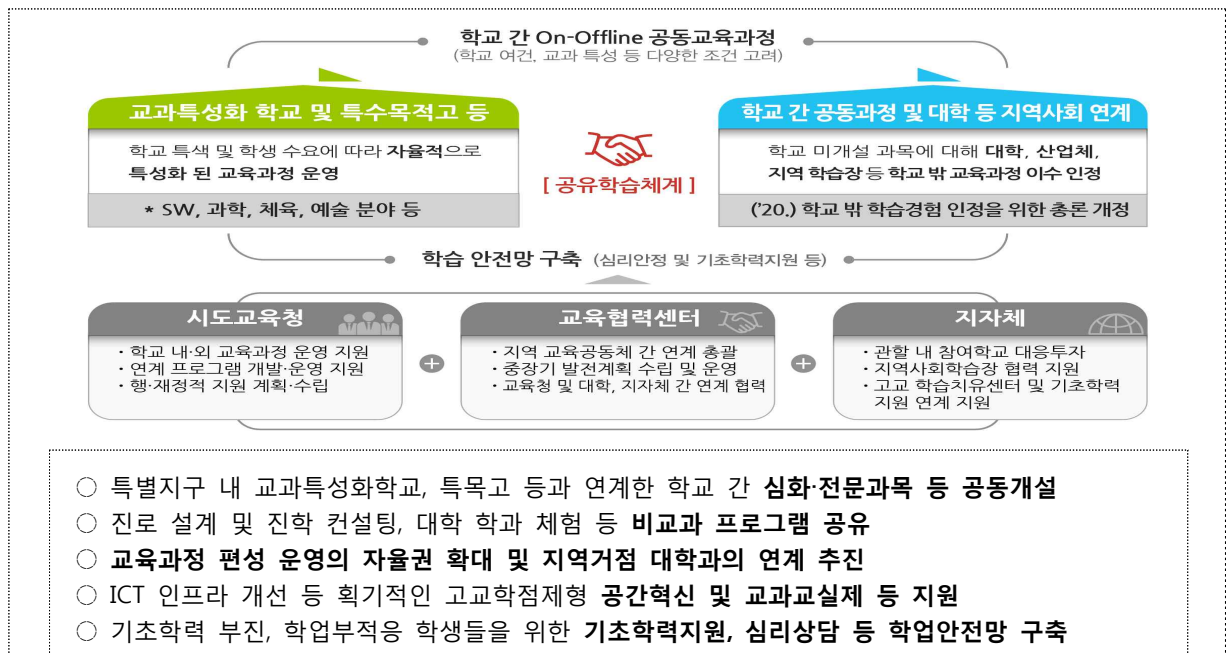 학교 간 On-Offline 공동교육과정
(학교 여건, 교과 특성 등 다양한 조건 고려)
교과특성화 학교 및 특수목적고 등
학교 특색 및 학생 수요에 따라 자율적으로
특성화 된 교육과정 운영
* SW, 과학, 체육, 예술 분야 등
[ 공유학습체계 ]
학교 간 공동과정 및 대학 등 지역사회 연계
학교 미개설 과목에 대해 대학, 산업체,
지역 학습장 등 학교 밖 교육과정 이수 인정
('20.) 학교 밖 학습경험 인정을 위한 총론 개정
학습 안전망 구축 (심리안정 및 기초학력지원 등)
시도교육청
· 학교 내·외 교육과정 운영 지원
· 연계 프로그램 개발·운영 지원
· 행·재정적 지원 계획·수립
+
교육협력센터
· 지역 교육공동체 간 연계 총괄
· 중장기 발전계획 수립 및 운영
· 교육청 및 대학, 지자체 간 연계 협력
+
지자체
· 관할 내 참여학교 대응투자
· 지역사회학습장 협력 지원
· 고교 학습치유센터 및 기초학력
지원 연계 지원
○ 특별지구 내 교과특성화학교, 특목고 등과 연계한 학교 간 심화·전문과목 등 공동개설
○ 진로 설계 및 진학 컨설팅, 대학 학과 체험 등 비교과 프로그램 공유
○ 교육과정 편성 운영의 자율권 확대 및 지역거점 대학과의 연계 추진
○ ICT 인프라 개선 등 획기적인 고교학점제형 공간혁신 및 교과교실제 등 지원
○ 기초학력 부진, 학업부적응 학생들을 위한 기초학력지원, 심리상담 등 학업안전망 구축